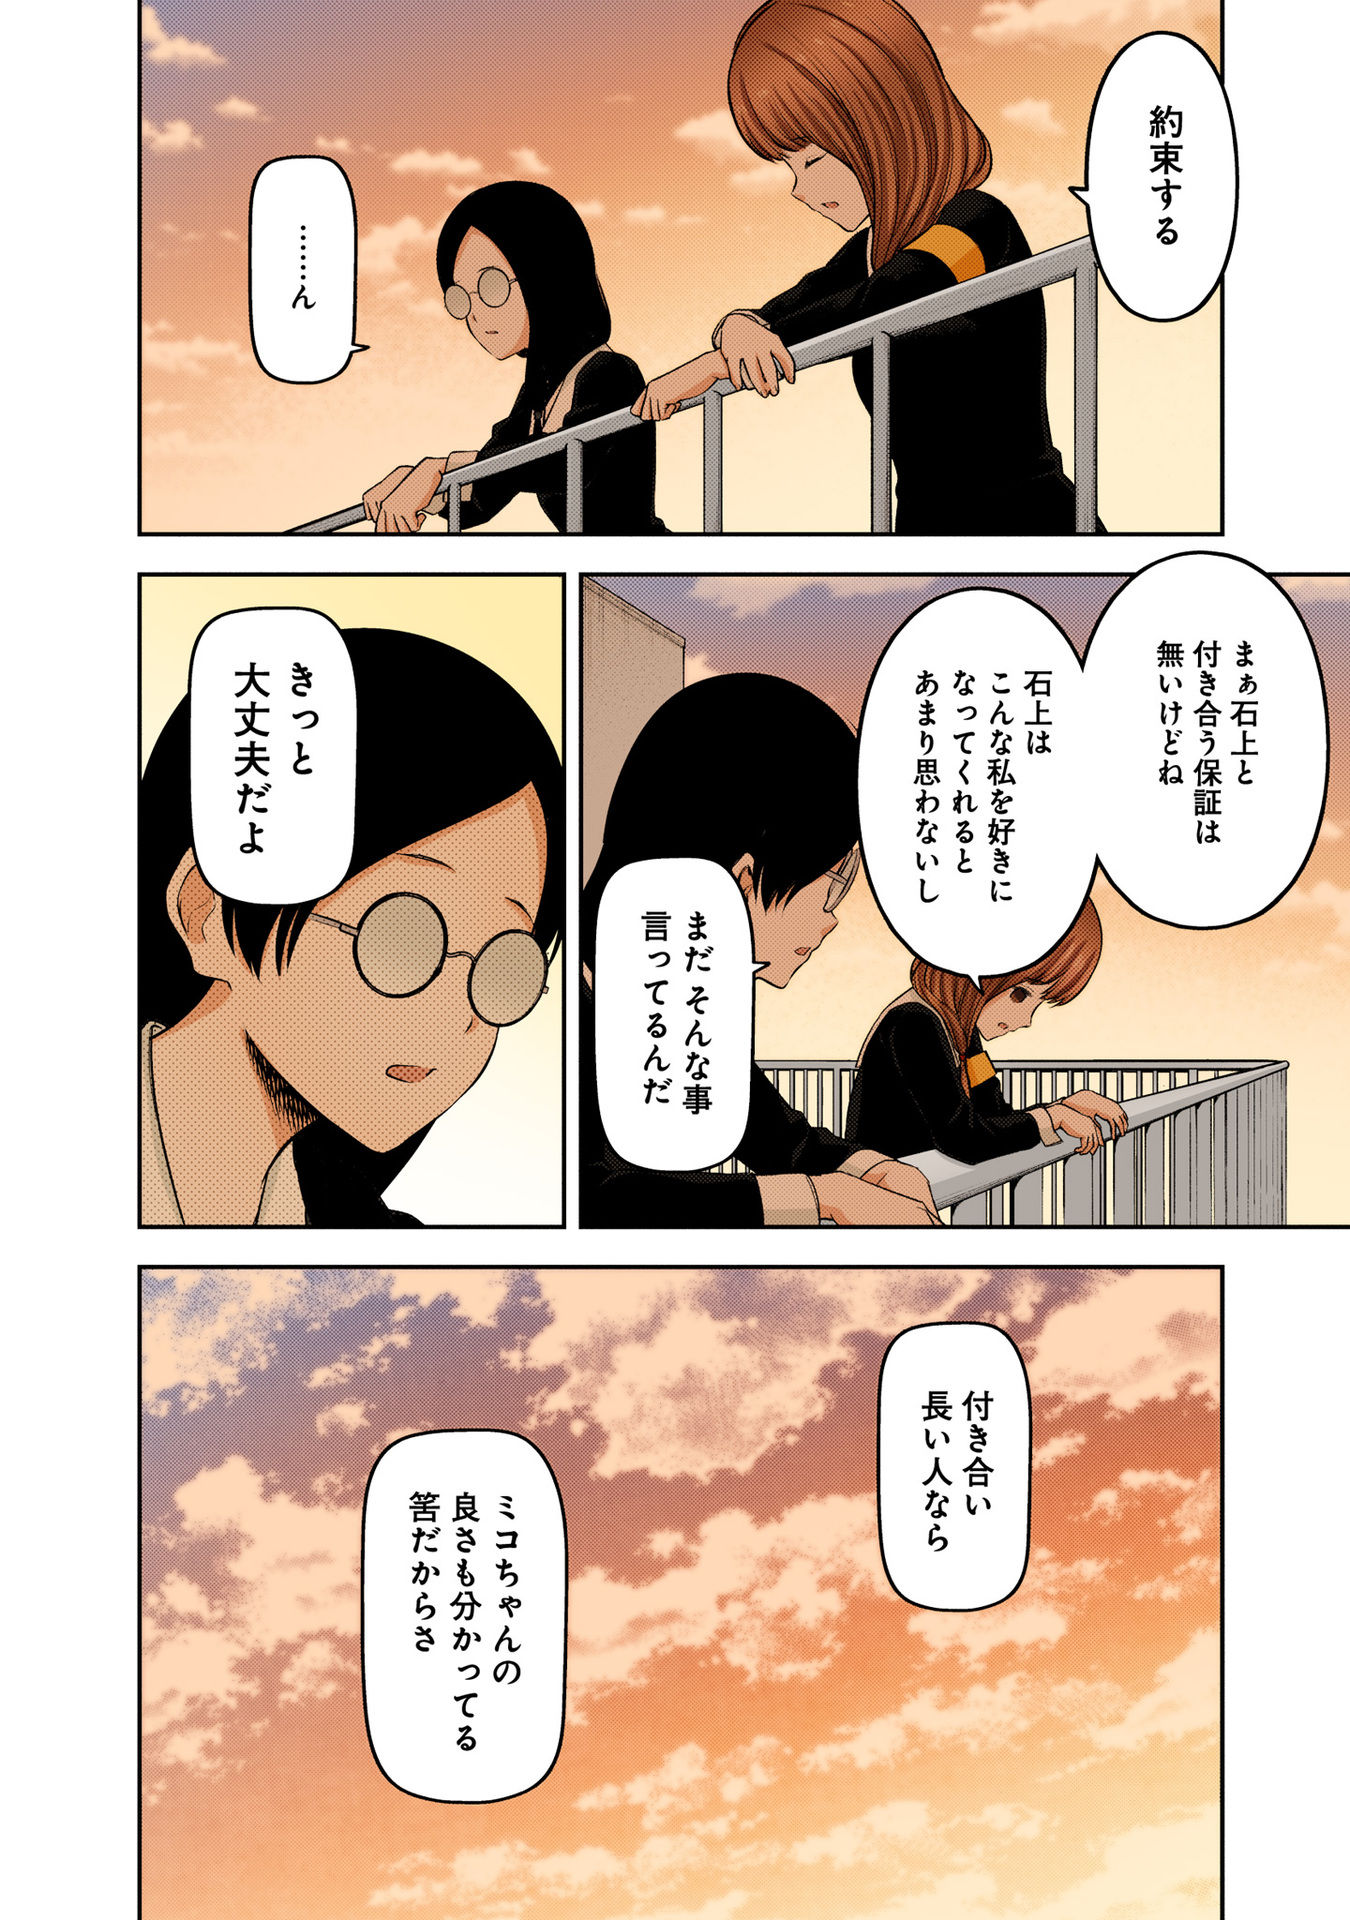 約束する
……ん
まぁ石上と
付き合う保証は
無いけどね
石上は
こんな私を好きに
なってくれると
あまり思わないし
まだそんな事
言ってるんだ
きっと
大丈夫だよ
付き合い
長い人なら
ミコちゃんの
良さも分かってる
筈だからさ